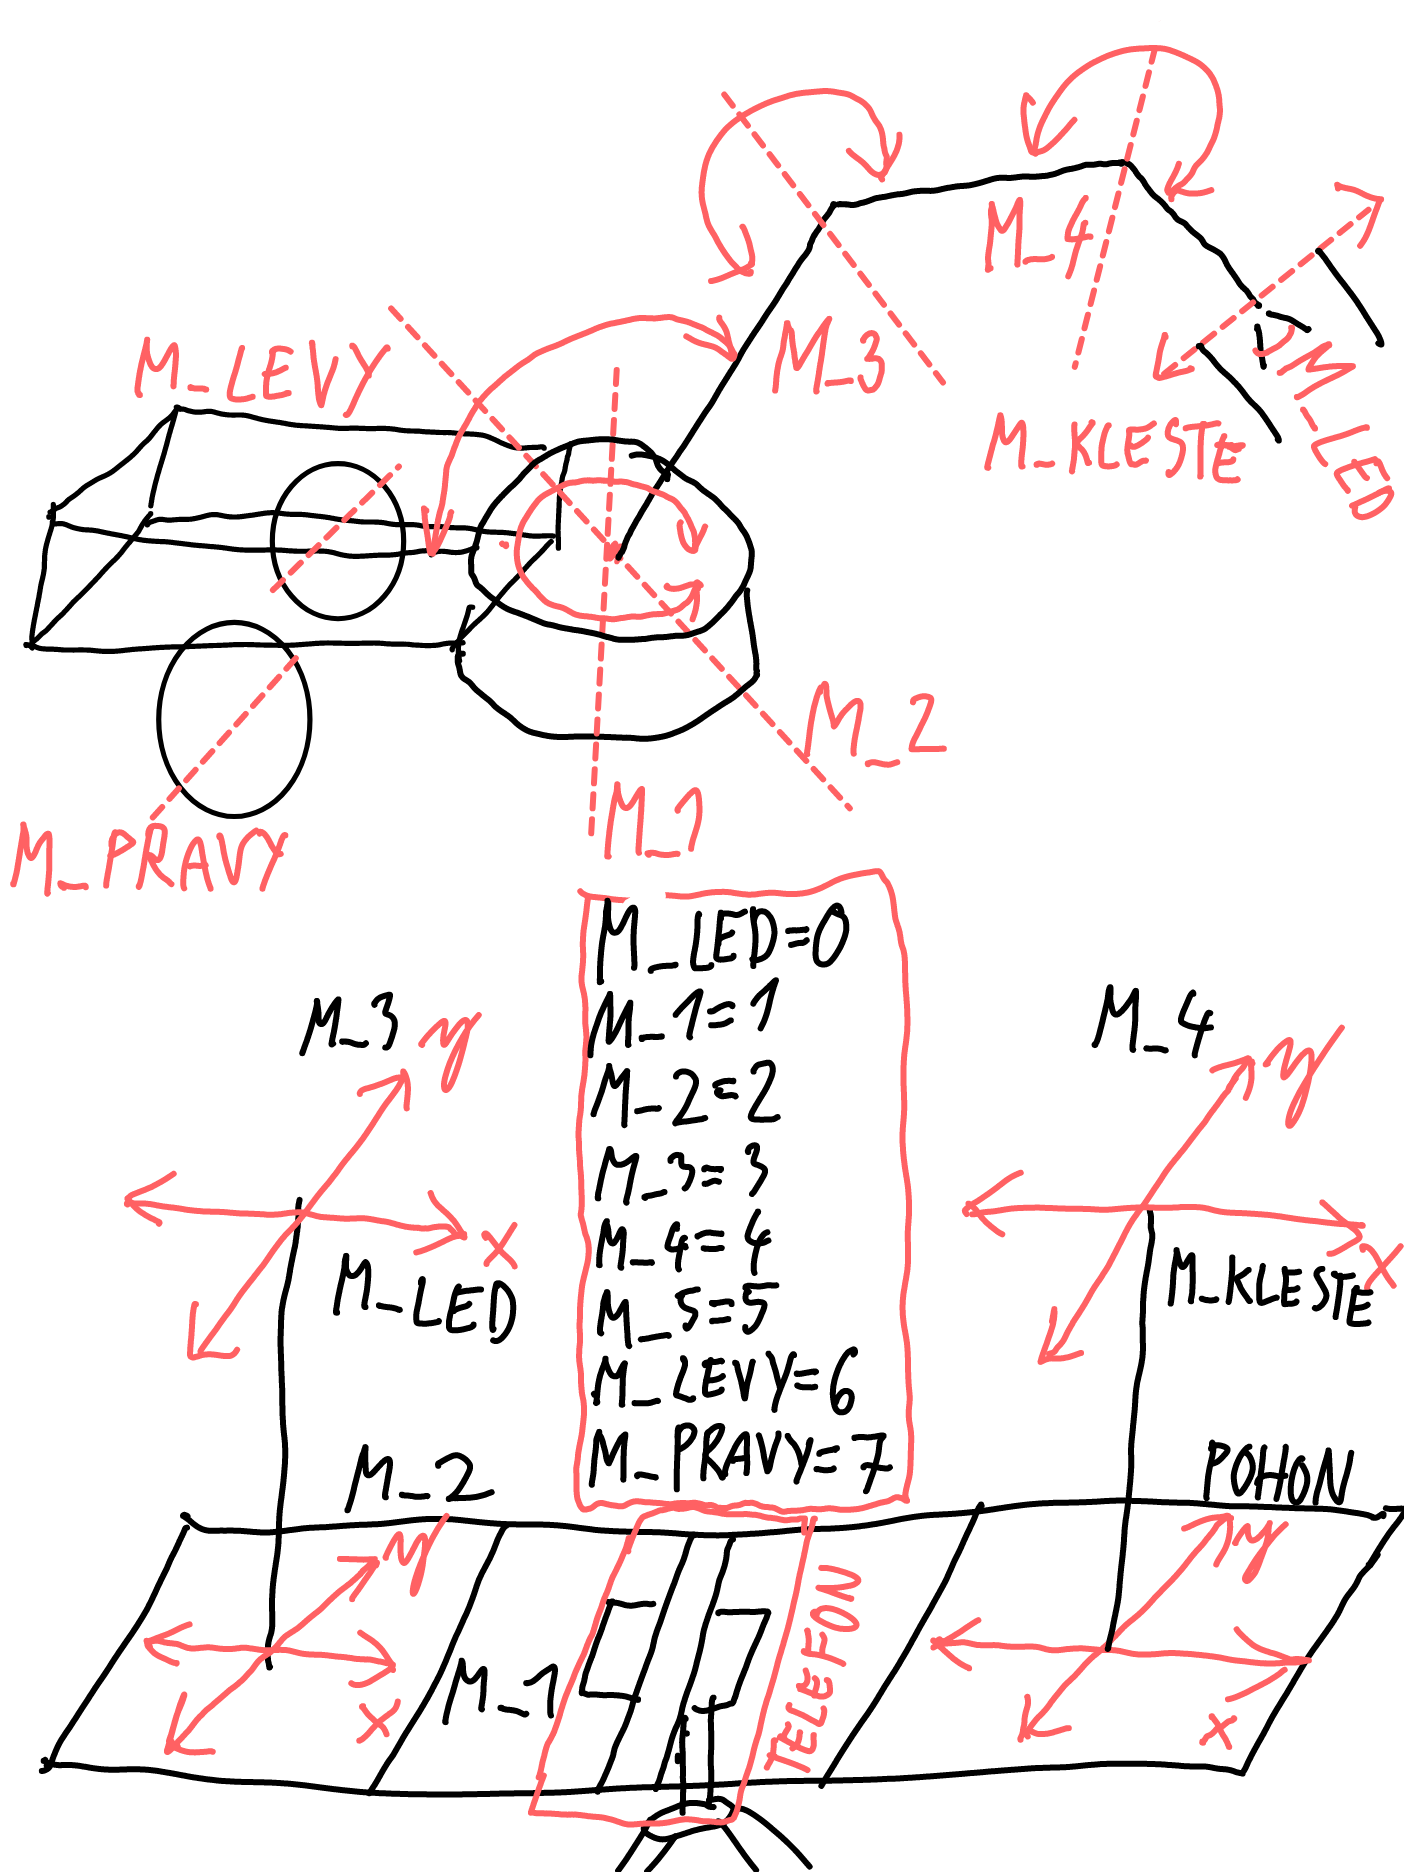 M_4
M_LEVY
M_3
M_LED
M_KLESTE
M_2
M_1
M_PRAVY
M_LED=0
M_1=1
M_2=2
M_3=3
M_4=4
M_5=5
M_LEVY=6
M_PRAVY=7
M_3 y
x
M_LED
M_4 y
x
M_KLESTE
M_2
y
x
M_1
TELEFON
POHON
y
x